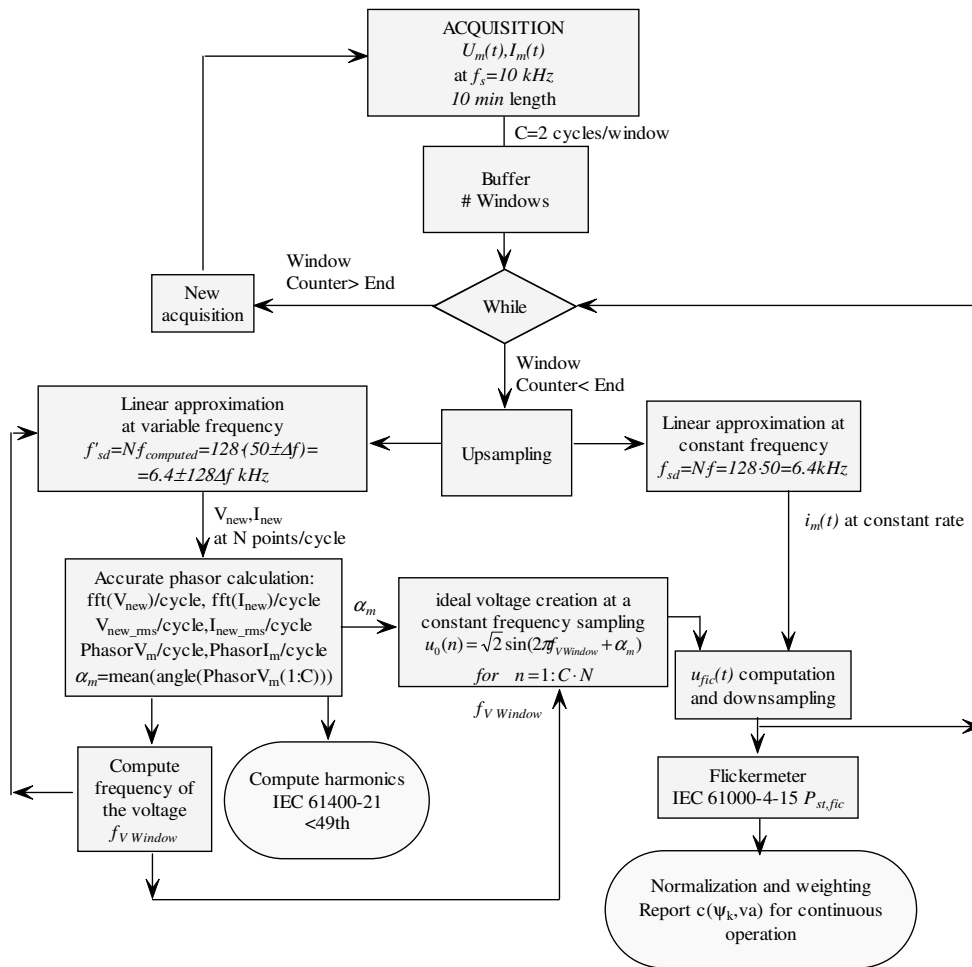 ACQUISITION
U_m(t),I_m(t)
at f_s=10 kHz
10 min length
C=2 cycles/window
Buffer
# Windows
Window
Counter> End
New
acquisition
While
Window
Counter< End
Linear approximation
at variable frequency
f'_sd=N·f_computed=128·(50±Δf)=
=6.4±128Δf kHz
Upsampling
Linear approximation at
constant frequency
f_sd=N·f=128·50=6.4kHz
V_new,I_new
at N points/cycle
i_m(t) at constant rate
Accurate phasor calculation:
fft(V_new)/cycle, fft(I_new)/cycle
V_new_rms/cycle,I_new_rms/cycle
PhasorV_m/cycle,PhasorI_m/cycle
α_m=mean(angle(PhasorV_m(1:C)))
α_m
ideal voltage creation at a
constant frequency sampling
u_0(n)=√2 sin(2πf_VWindow+α_m)
for n=1:C·N
f_V Window
u_fic(t) computation
and downsampling
Compute
frequency of
the voltage
f_V Window
Compute harmonics
IEC 61400-21
<49th
Flickermeter
IEC 61000-4-15 P_st,fic
Normalization and weighting
Report c(ψ_k,va) for continuous
operation